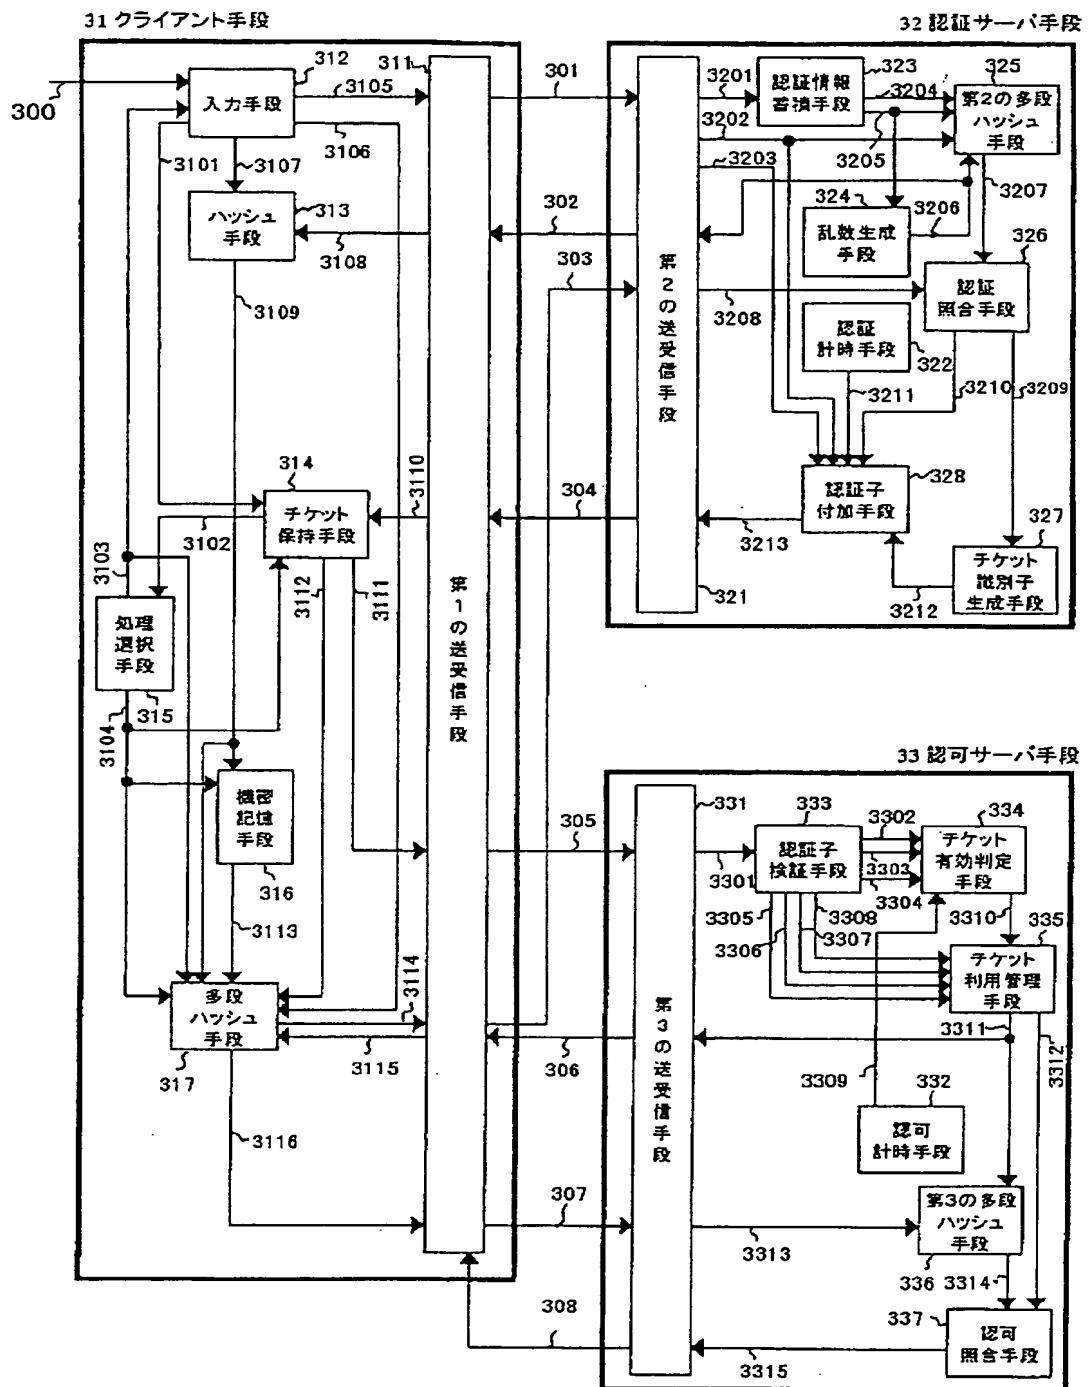 31 クライアント手段
300
312
入力手段
3105
3106
3101
3107
313
ハッシュ
手段
3108
3109
311
第1の送受信手段
314
チケット
保持手段
3110
3102
3103
3112
3111
処理
選択
手段
315
3104
機密
記憶
手段
316
3113
多段
ハッシュ
手段
317
3114
3115
3116
301
302
303
304
305
306
307
308
32 認証サーバ手段
3201
3202
3203
323
認証情報
蓄積手段
3204
3205
325
第2の多段
ハッシュ
手段
3207
324
乱数生成
手段
3206
326
認証
照合手段
3208
認証
計時手段
322
3211
3210
3209
328
認証子
付加手段
3213
3212
327
チケット
識別子
生成手段
第2の送受信手段
321
33 認可サーバ手段
331
第3の送受信手段
3301
333
認証子
検証手段
3302
3303
3304
334
チケット
有効判定
手段
3305
3306
3308
3307
3310
335
チケット
利用管理
手段
3311
3312
3309
332
認可
計時手段
第3の多段
ハッシュ
手段
336
3313
3314
337
認可
照合手段
3315